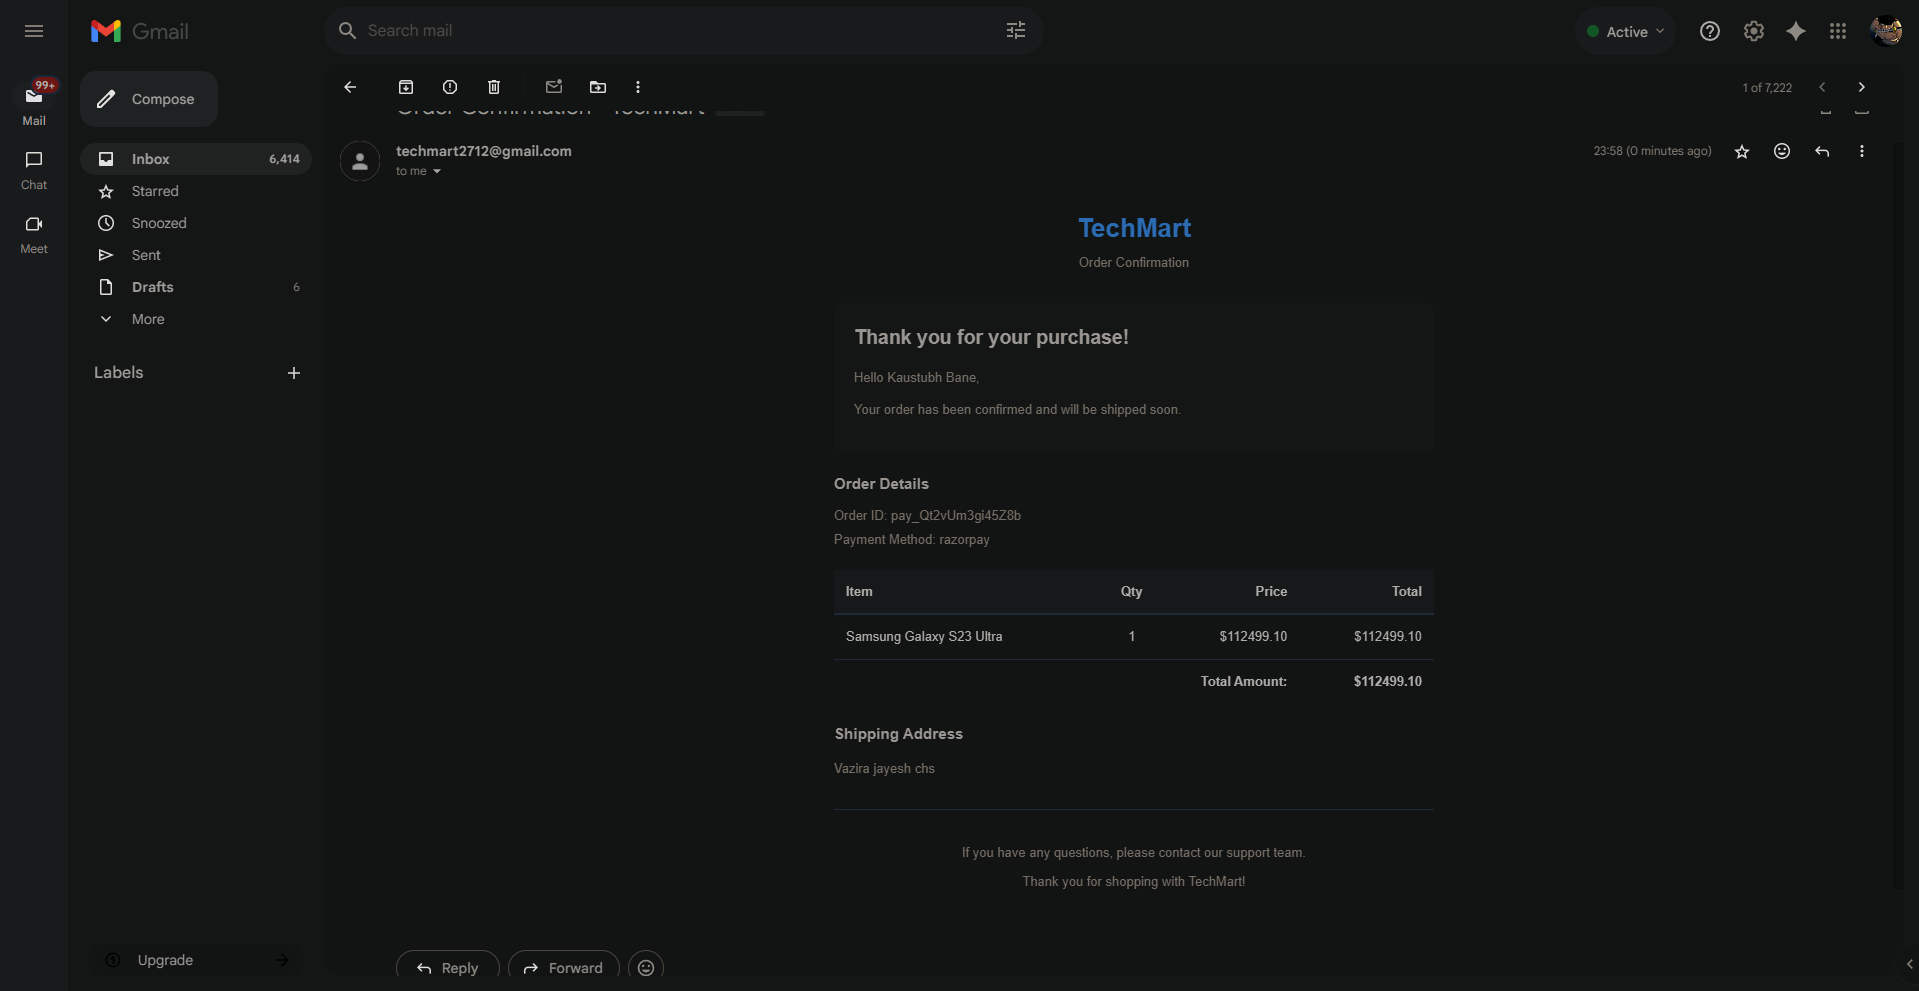 Gmail
Search mail
Active
99+
Mail
Chat
Meet
Compose
Inbox 6,414
Starred
Snoozed
Sent
Drafts 6
More
Labels
Upgrade
1 of 7,222
Order Confirmation - TechMart
techmart2712@gmail.com
to me
23:58 (0 minutes ago)
TechMart
Order Confirmation
Thank you for your purchase!
Hello Kaustubh Bane,
Your order has been confirmed and will be shipped soon.
Order Details
Order ID: pay_Qt2vUm3gi45Z8b
Payment Method: razorpay
Item Qty Price Total
Samsung Galaxy S23 Ultra 1 $112499.10 $112499.10
Total Amount: $112499.10
Shipping Address
Vazira jayesh chs
If you have any questions, please contact our support team.
Thank you for shopping with TechMart!
Reply
Forward